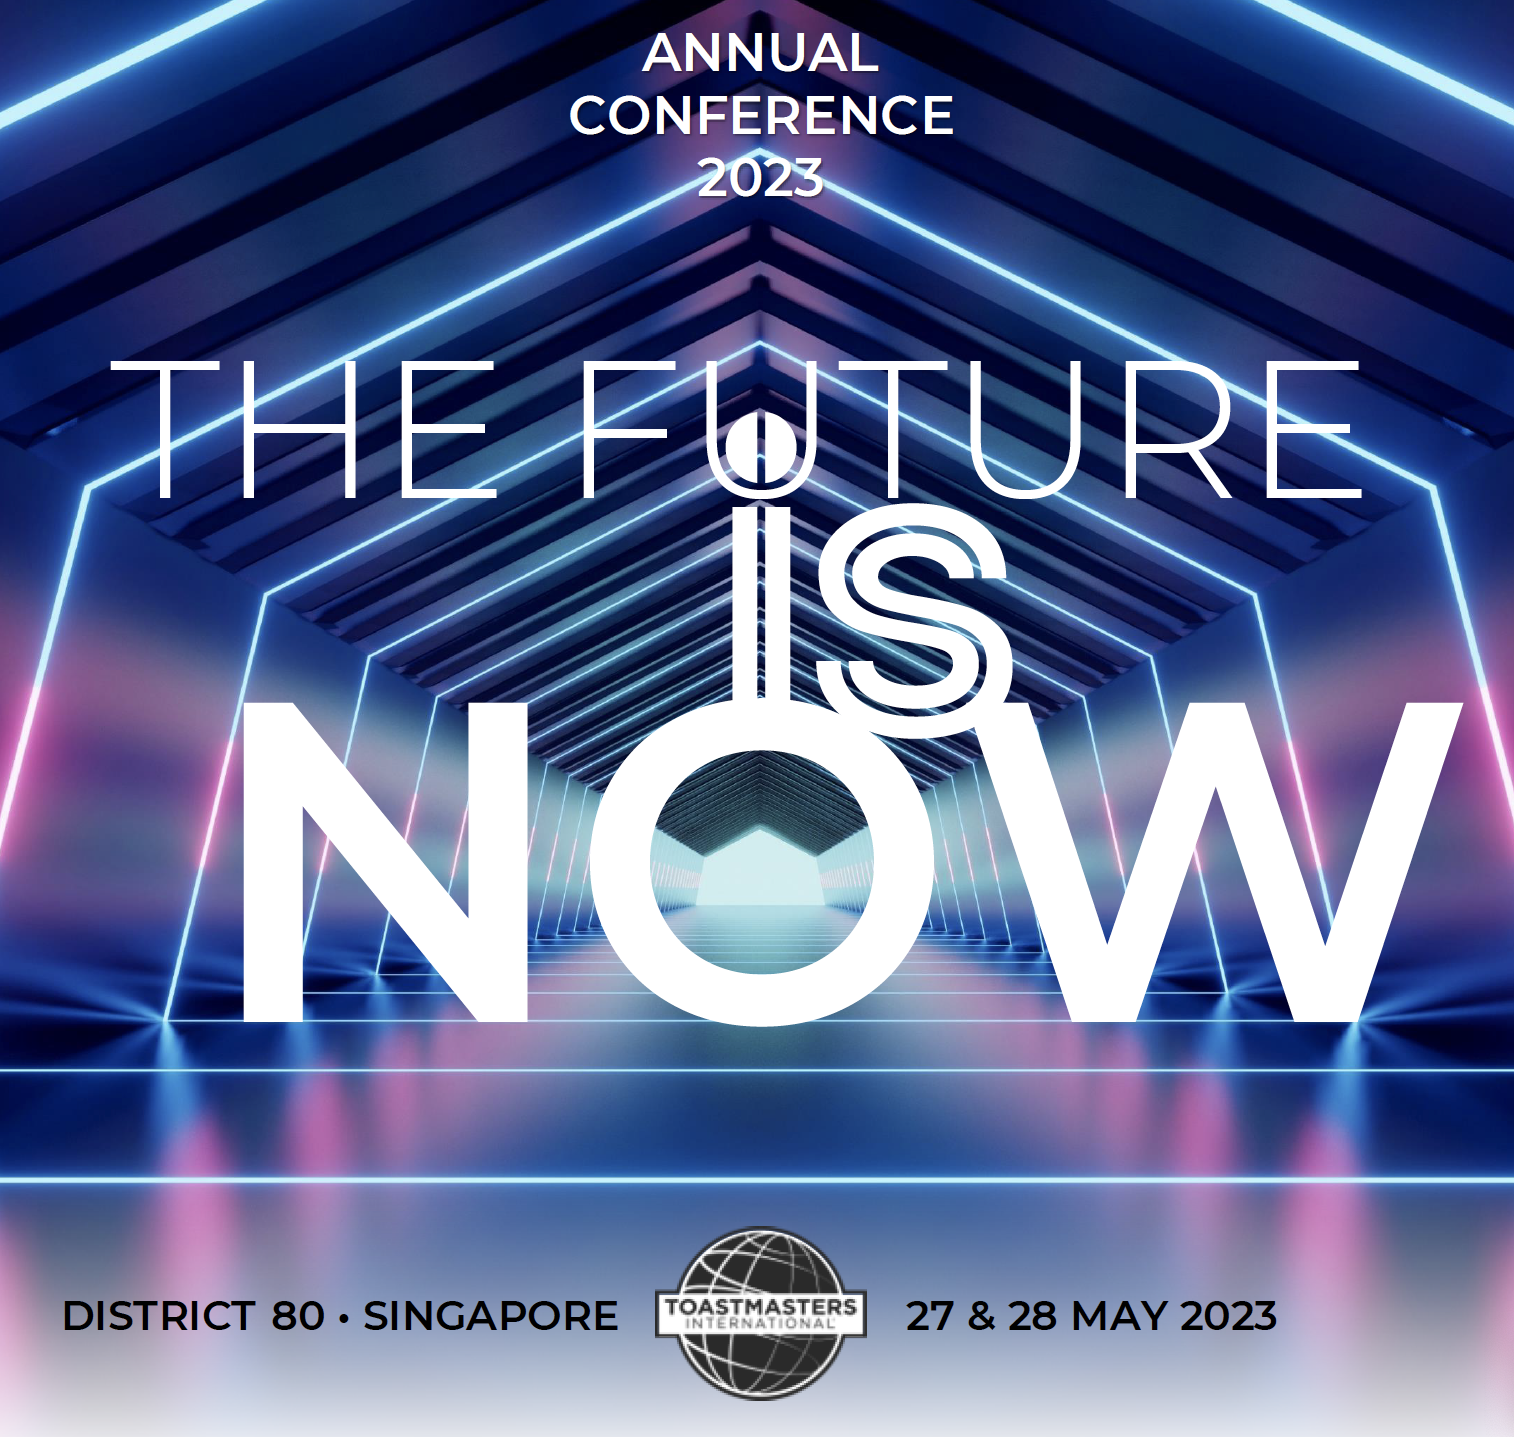 ANNUAL
CONFERENCE
2023
THE FUTURE
IS
NOW
DISTRICT 80 • SINGAPORE
TOASTMASTERS
INTERNATIONAL
27 & 28 MAY 2023